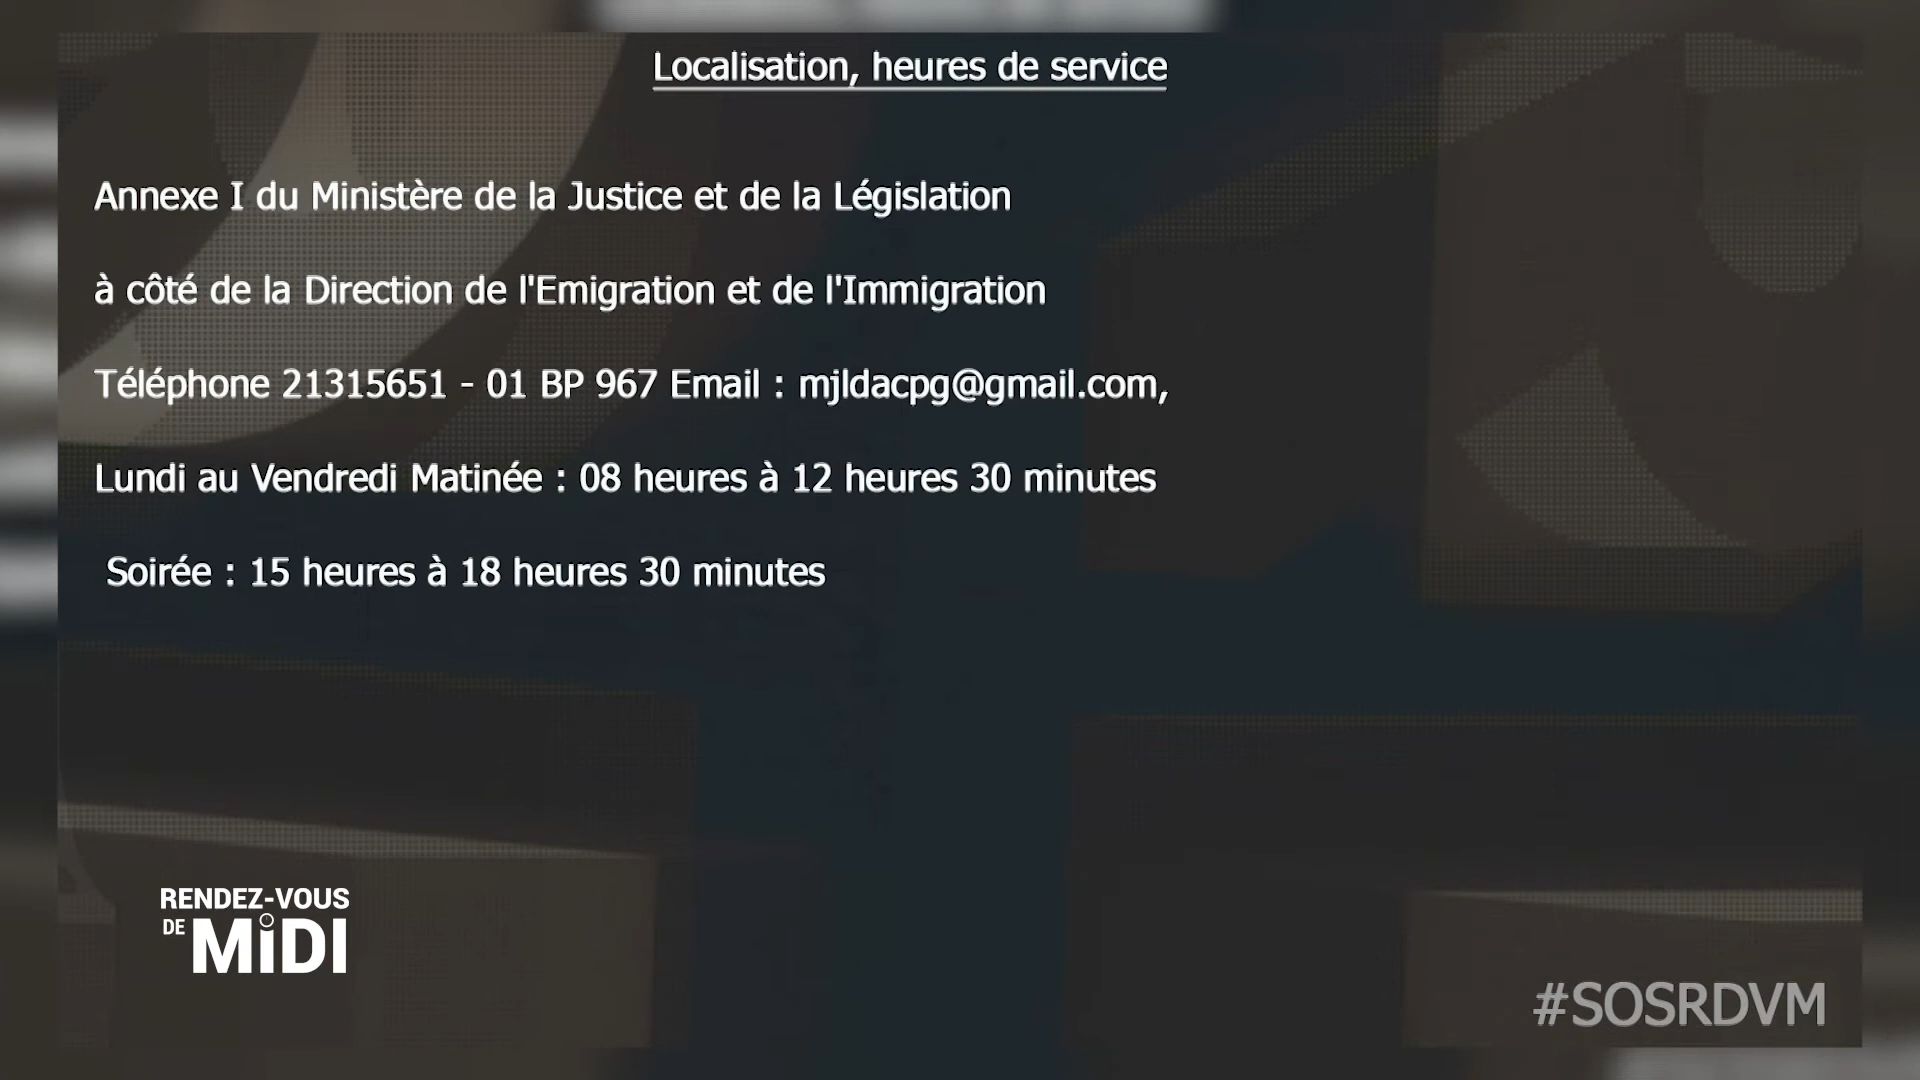 Localisation, heures de service
Annexe I du Ministère de la Justice et de la Législation
à côté de la Direction de l'Emigration et de l'Immigration
Téléphone 21315651 - 01 BP 967 Email : mjldacpg@gmail.com,
Lundi au Vendredi Matinée : 08 heures à 12 heures 30 minutes
Soirée : 15 heures à 18 heures 30 minutes
RENDEZ-VOUS
DE MiDI
#SOSRDVM